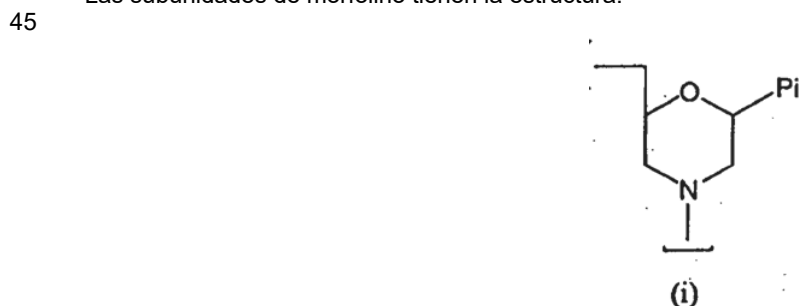 Las subunidades de morfolino tienen la estructura:
45
O
Pi
N
(i)